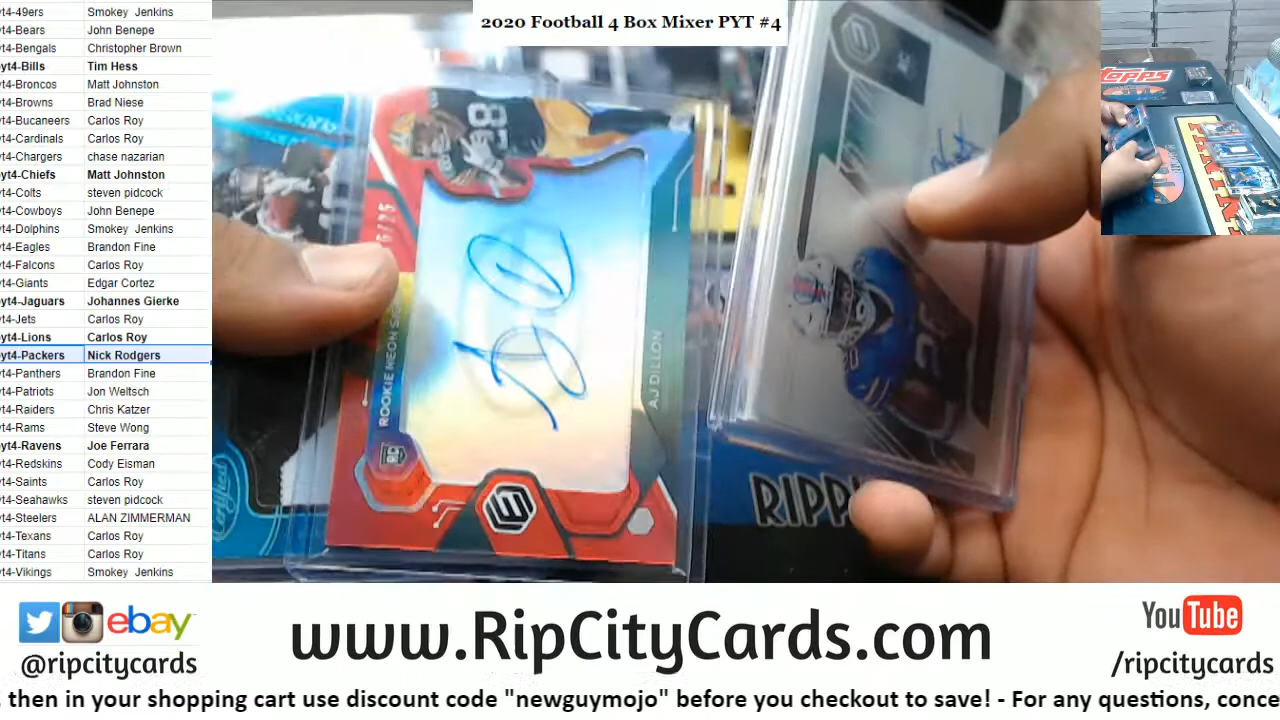 2020 Football 4 Box Mixer PYT #4
yt4-49ers Smokey Jenkins
yt4-Bears John Benepe
yt4-Bengals Christopher Brown
yt4-Bills Tim Hess
yt4-Broncos Matt Johnston
yt4-Browns Brad Niese
yt4-Bucaneers Carlos Roy
yt4-Cardinals Carlos Roy
yt4-Chargers chase nazarian
yt4-Chiefs Matt Johnston
yt4-Colts steven pidcock
yt4-Cowboys John Benepe
yt4-Dolphins Smokey Jenkins
yt4-Eagles Brandon Fine
yt4-Falcons Carlos Roy
yt4-Giants Edgar Cortez
yt4-Jaguars Johannes Gierke
yt4-Jets Carlos Roy
yt4-Lions Carlos Roy
yt4-Packers Nick Rodgers
yt4-Panthers Brandon Fine
yt4-Patriots Jon Weltsch
yt4-Raiders Chris Katzer
yt4-Rams Steve Wong
yt4-Ravens Joe Ferrara
yt4-Redskins Cody Eisman
yt4-Saints Carlos Roy
yt4-Seahawks steven pidcock
yt4-Steelers ALAN ZIMMERMAN
yt4-Texans Carlos Roy
yt4-Titans Carlos Roy
yt4-Vikings Smokey Jenkins
28
/25
ROOKIE NEON SIG
RC
AJ DILLON
RIPP
TOPPS
ebay
@ripcitycards
www.RipCityCards.com
YouTube
/ripcitycards
, then in your shopping cart use discount code "newguymojo" before you checkout to save! - For any questions, conce